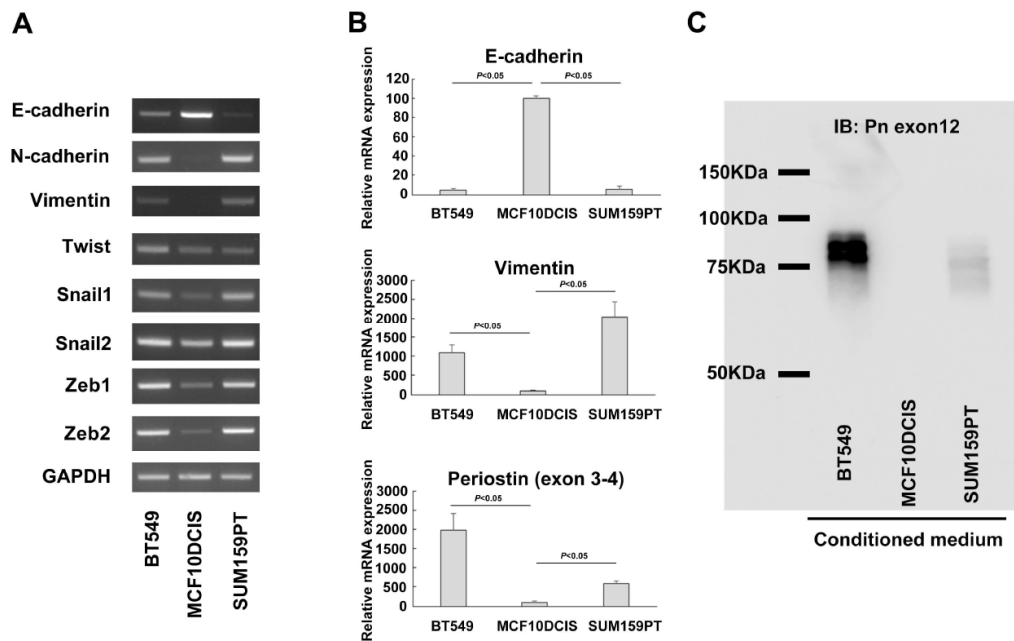 A
E-cadherin
N-cadherin
Vimentin
Twist
Snail1
Snail2
Zeb1
Zeb2
GAPDH
BT549
MCF10DCIS
SUM159PT
B
E-cadherin
Relative mRNA expression
120
100
80
60
40
20
0
P<0.05
P<0.05
BT549 MCF10DCIS SUM159PT
Vimentin
Relative mRNA expression
3000
2500
2000
1500
1000
500
0
P<0.05
P<0.05
BT549 MCF10DCIS SUM159PT
Periostin (exon 3-4)
Relative mRNA expression
3000
2500
2000
1500
1000
500
0
P<0.05
P<0.05
BT549 MCF10DCIS SUM159PT
C
IB: Pn exon12
150KDa
100KDa
75KDa
50KDa
BT549
MCF10DCIS
SUM159PT
Conditioned medium